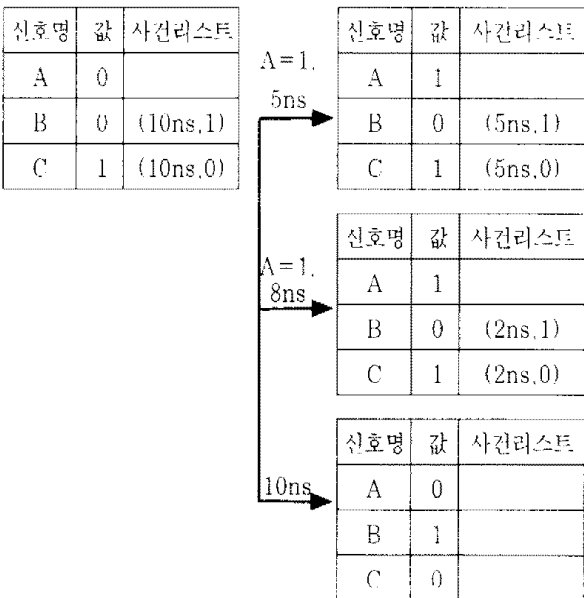 신호명 값 사건리스트
A 0
B 0 (10ns,1)
C 1 (10ns,0)
A=1,
5ns
신호명 값 사건리스트
A 1
B 0 (5ns,1)
C 1 (5ns,0)
A=1,
8ns
신호명 값 사건리스트
A 1
B 0 (2ns,1)
C 1 (2ns,0)
10ns
신호명 값 사건리스트
A 0
B 1
C 0